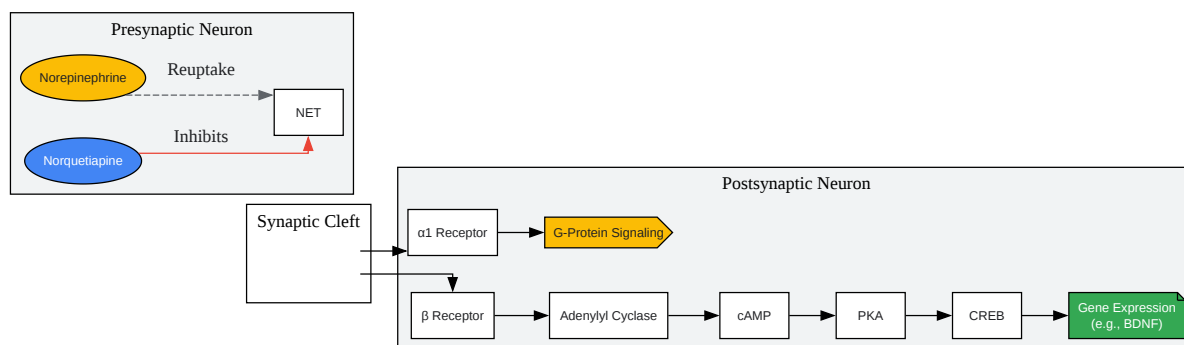 Presynaptic Neuron
Norepinephrine
Reuptake
NET
Inhibits
Norquetiapine
Postsynaptic Neuron
Synaptic Cleft
α1 Receptor
G-Protein Signaling
β Receptor
Adenylyl Cyclase
cAMP
PKA
CREB
Gene Expression
(e.g., BDNF)